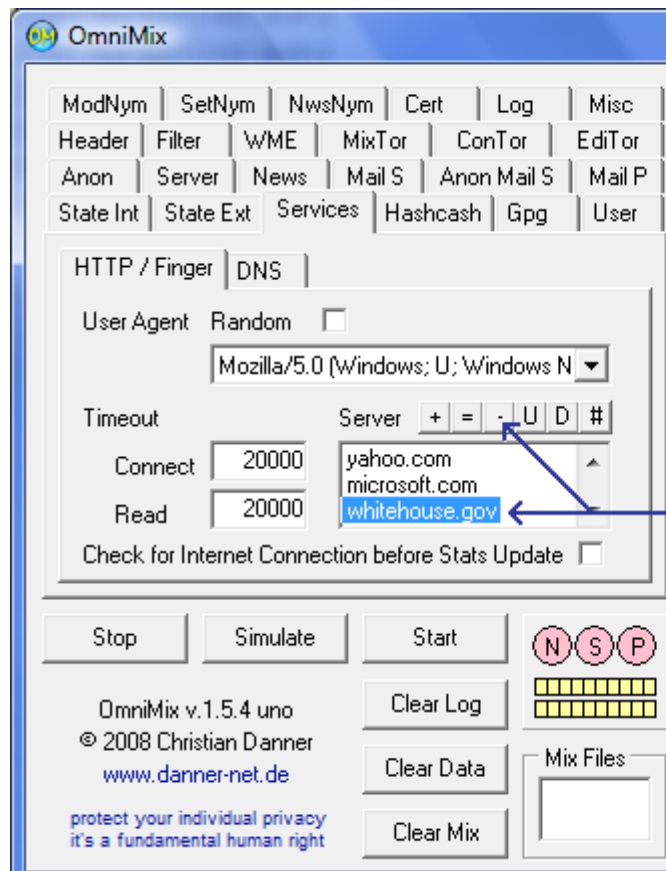 OM OmniMix
ModNym SetNym NwsNym Cert Log Misc
Header Filter WME MixTor ConTor EdiTor
Anon Server News Mail S Anon Mail S Mail P
State Int State Ext Services Hashcash Gpg User
HTTP / Finger DNS
User Agent Random
Mozilla/5.0 (Windows; U; Windows N
Timeout Server + = - U D #
Connect 20000 yahoo.com
microsoft.com
Read 20000 whitehouse.gov
Check for Internet Connection before Stats Update
Stop Simulate Start
N S P
OmniMix v.1.5.4 uno Clear Log
© 2008 Christian Danner
www.danner-net.de Clear Data Mix Files
protect your individual privacy
it's a fundamental human right Clear Mix